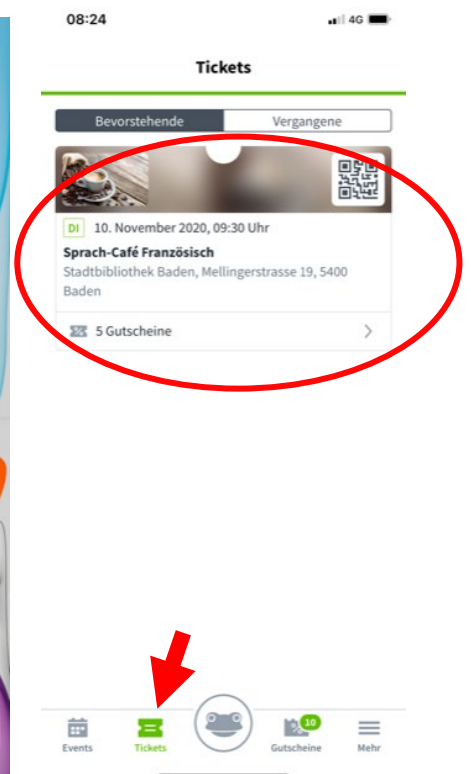 08:24
4G
Tickets
Bevorstehende
Vergangene
DI 10. November 2020, 09:30 Uhr
Sprach-Café Französisch
Stadtbibliothek Baden, Mellingerstrasse 19, 5400
Baden
5 Gutscheine
10
Events
Tickets
Gutscheine
Mehr